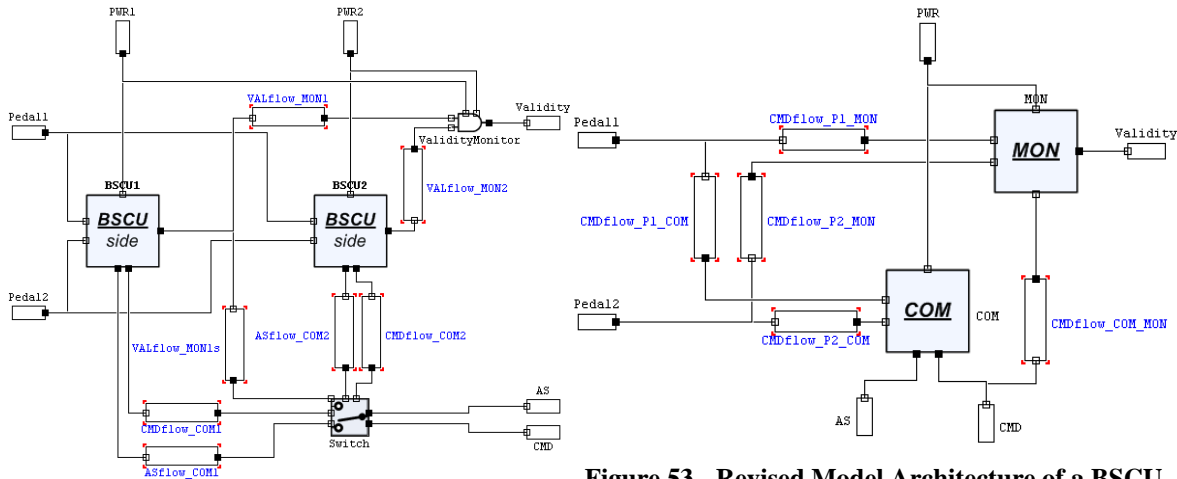 PWR1
PWR2
VALflow_MON1
Validity
Pedal1
ValidityMonitor
BSCU1
BSCU2
BSCU
side
BSCU
side
VALflow_MON2
Pedal2
VALflow_MON1s
ASflow_COM2
CMDflow_COM2
AS
CMDflow_COM1
Switch
CMD
ASflow_COM1
PWR
MON
Pedal1
CMDflow_P1_MON
MON
Validity
CMDflow_P1_COM
CMDflow_P2_MON
Pedal2
COM
COM
CMDflow_COM_MON
CMDflow_P2_COM
AS
CMD
Figure 53 - Revised Model Architecture of a BSCU